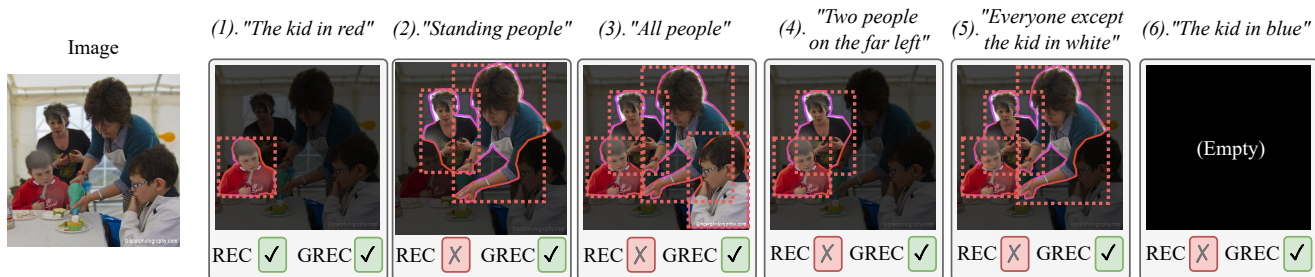 Image
(1). "The kid in red"
(2). "Standing people"
(3). "All people"
(4). "Two people
on the far left"
(5). "Everyone except
the kid in white"
(6). "The kid in blue"
(Empty)
REC ✓ GREC ✓
REC ✗ GREC ✓
REC ✗ GREC ✓
REC ✗ GREC ✓
REC ✗ GREC ✓
REC ✗ GREC ✓